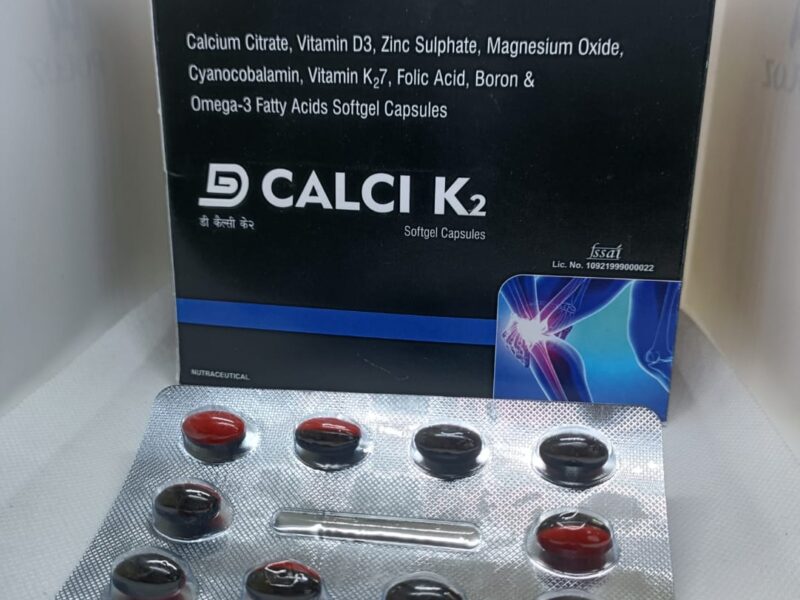 Calcium Citrate, Vitamin D3, Zinc Sulphate, Magnesium Oxide,
Cyanocobalamin, Vitamin K₂7, Folic Acid, Boron &
Omega-3 Fatty Acids Softgel Capsules
D CALCI K₂
डी कैल्सी के२
Softgel Capsules
fssai
Lic. No. 10921999000022
NUTRACEUTICAL